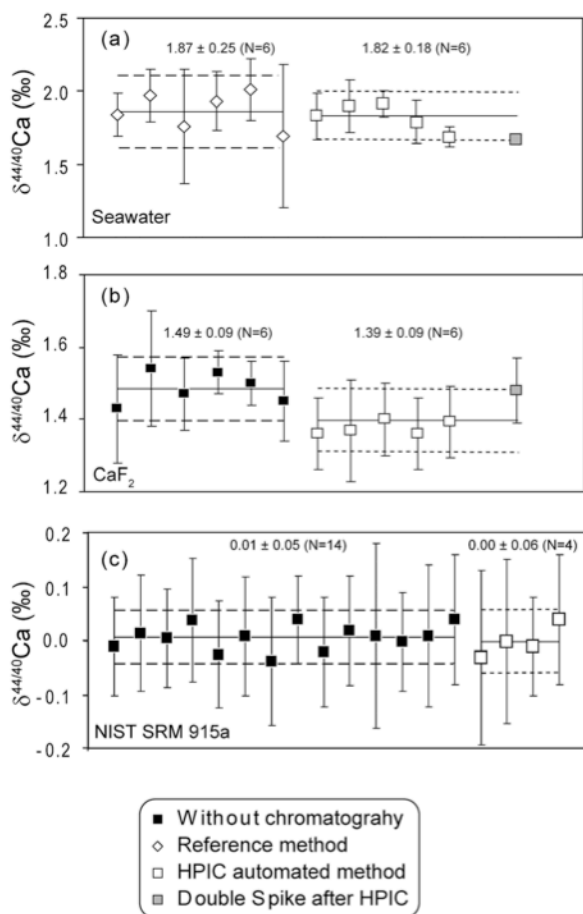 (a)
1.87 ± 0.25 (N=6)
1.82 ± 0.18 (N=6)
2.5
2.0
1.5
1.0
δ44/40Ca (‰)
Seawater
(b)
1.49 ± 0.09 (N=6)
1.39 ± 0.09 (N=6)
1.8
1.6
1.4
1.2
δ44/40Ca (‰)
CaF2
(c)
0.01 ± 0.05 (N=14)
0.00 ± 0.06 (N=4)
0.2
0.1
0.0
-0.1
-0.2
δ44/40Ca (‰)
NIST SRM 915a
Without chromatograhy
Reference method
HPIC automated method
Double Spike after HPIC